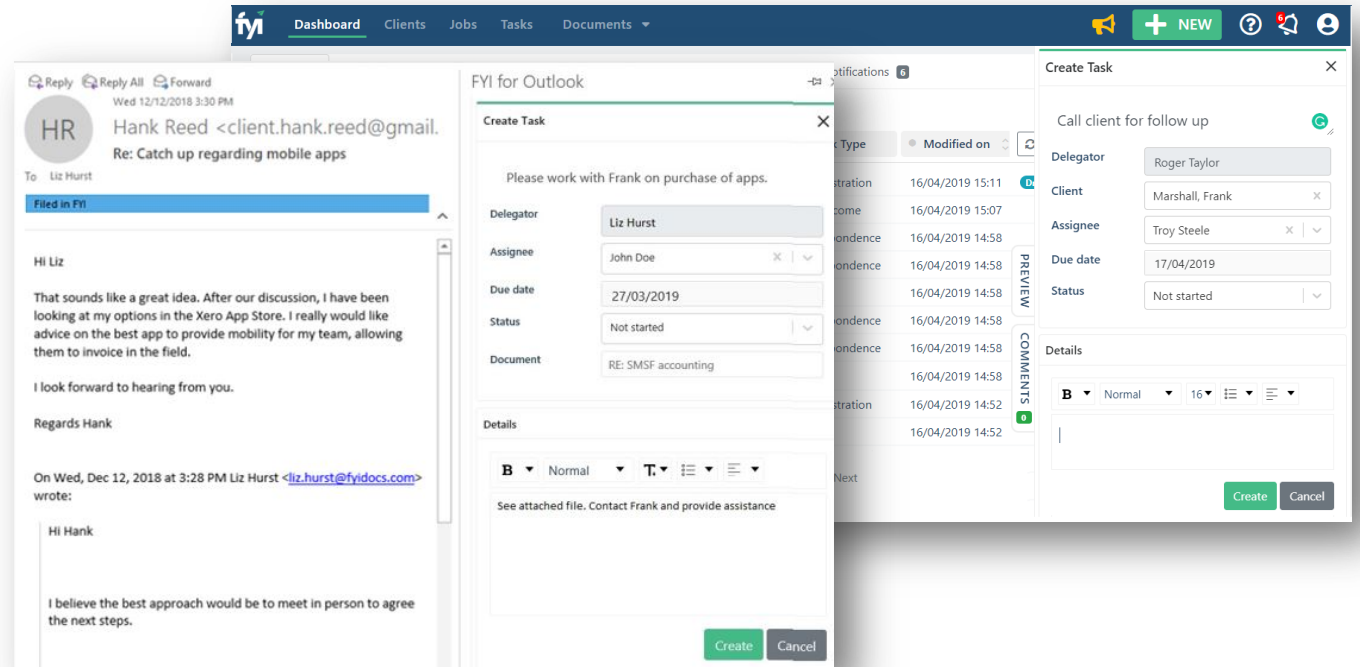 fyi Dashboard Clients Jobs Tasks Documents NEW 6
Notifications 6
Type Modified on
stration 16/04/2019 15:11
come 16/04/2019 15:07
ondence 16/04/2019 14:58
ondence 16/04/2019 14:58
16/04/2019 14:58
ondence 16/04/2019 14:58
ondence 16/04/2019 14:58
16/04/2019 14:58
stration 16/04/2019 14:52
16/04/2019 14:52
Next
PREVIEW
COMMENTS
0
Create Task
Call client for follow up
Delegator Roger Taylor
Client Marshall, Frank
Assignee Troy Steele
Due date 17/04/2019
Status Not started
Details
B Normal 16
Create Cancel
Reply Reply All Forward
Wed 12/12/2018 3:30 PM
HR
Hank Reed <client.hank.reed@gmail.
Re: Catch up regarding mobile apps
To Liz Hurst
Filed in FYI
Hi Liz
That sounds like a great idea. After our discussion, I have been
looking at my options in the Xero App Store. I really would like
advice on the best app to provide mobility for my team, allowing
them to invoice in the field.
I look forward to hearing from you.
Regards Hank
On Wed, Dec 12, 2018 at 3:28 PM Liz Hurst <liz.hurst@fyidocs.com>
wrote:
Hi Hank
I believe the best approach would be to meet in person to agree
the next steps.
FYI for Outlook
Create Task
Please work with Frank on purchase of apps.
Delegator Liz Hurst
Assignee John Doe
Due date 27/03/2019
Status Not started
Document RE: SMSF accounting
Details
B Normal T
See attached file. Contact Frank and provide assistance
Create Cancel